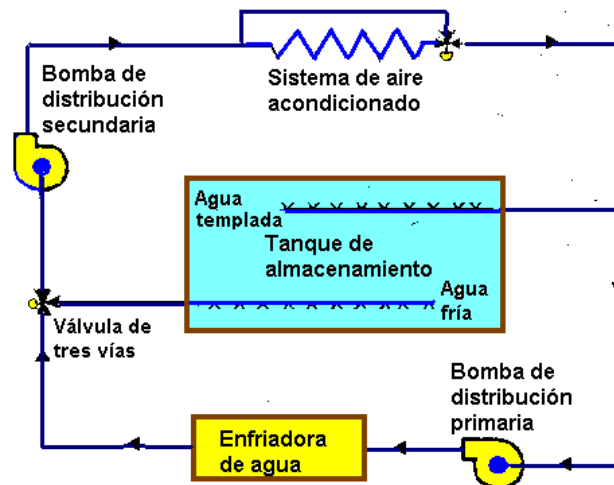 Bomba de
distribución
secundaria
Sistema de aire
acondicionado
Agua
templada
Tanque de
almacenamiento
Agua
fría
Válvula de
tres vías
Bomba de
distribución
primaria
Enfriadora
de agua